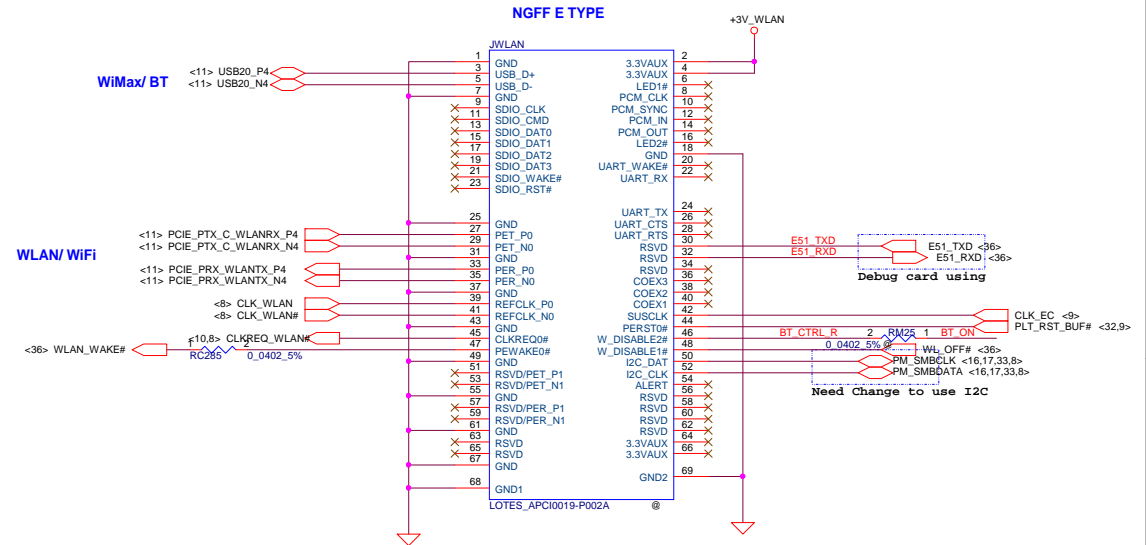 NGFF E TYPE
+3V_WLAN
JWLAN
WiMax/ BT
<11> USB20_P4
<11> USB20_N4
1 GND 3.3VAUX 2
3 USB_D+ 3.3VAUX 4
5 USB_D- LED1# 6
7 GND PCM_CLK 8
9 SDIO_CLK PCM_SYNC 10
11 SDIO_CMD PCM_IN 12
13 SDIO_DAT0 PCM_OUT 14
15 SDIO_DAT1 LED2# 16
17 SDIO_DAT2 GND 18
19 SDIO_DAT3 UART_WAKE# 20
21 SDIO_WAKE# UART_RX 22
23 SDIO_RST#
UART_TX 24
25 GND UART_CTS 26
<11> PCIE_PTX_C_WLANRX_P4 27 PET_P0 UART_RTS 28
<11> PCIE_PTX_C_WLANRX_N4 29 PET_N0 RSVD 30 E51_TXD E51_TXD <36>
WLAN/ WiFi
31 GND RSVD 32 E51_RXD E51_RXD <36>
<11> PCIE_PRX_WLANTX_P4 33 PER_P0 RSVD 34
Debug card using
<11> PCIE_PRX_WLANTX_N4 35 PER_N0 COEX3 36
37 GND COEX2 38
<8> CLK_WLAN 39 REFCLK_P0 COEX1 40
<8> CLK_WLAN# 41 REFCLK_N0 SUSCLK 42 CLK_EC <9>
43 GND PERST0# 44 PLT_RST_BUF# <32,9>
<10,8> CLKREQ_WLAN# 45 CLKREQ0# W_DISABLE2# 46 BT_CTRL_R 2 RM25 1 BT_ON
0_0402_5% @
<36> WLAN_WAKE# 1 RC285 2 0_0402_5% 47 PEWAKE0# W_DISABLE1# 48 WL_OFF# <36>
49 GND I2C_DAT 50 PM_SMBCLK <16,17,33,8>
51 RSVD/PET_P1 I2C_CLK 52 PM_SMBDATA <16,17,33,8>
53 RSVD/PET_N1 ALERT 54
Need Change to use I2C
55 GND RSVD 56
57 RSVD/PER_P1 RSVD 58
59 RSVD/PER_N1 RSVD 60
61 GND RSVD 62
63 RSVD 3.3VAUX 64
65 RSVD 3.3VAUX 66
67 GND
GND2 69
68 GND1
LOTES_APCI0019-P002A @